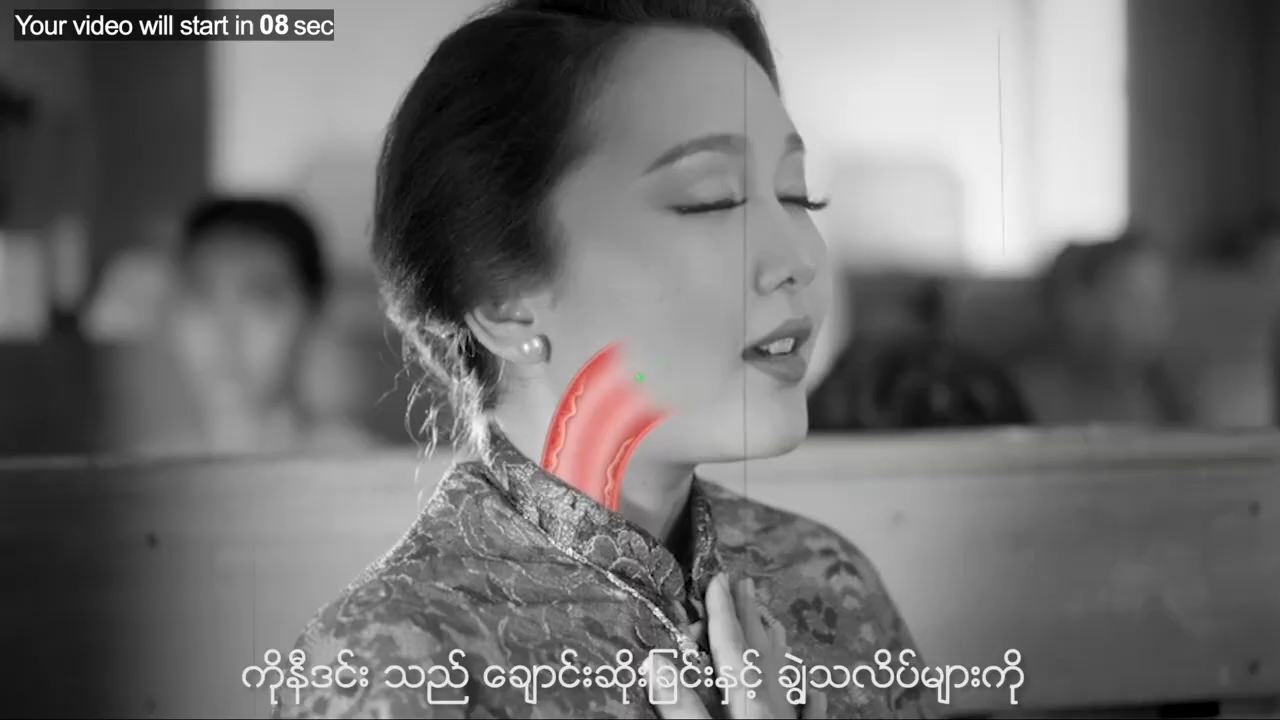 Your video will start in 08 sec
ကိုနီဒင်း သည် ချောင်းဆိုးခြင်းနှင့် ချွဲသလိပ်များကို